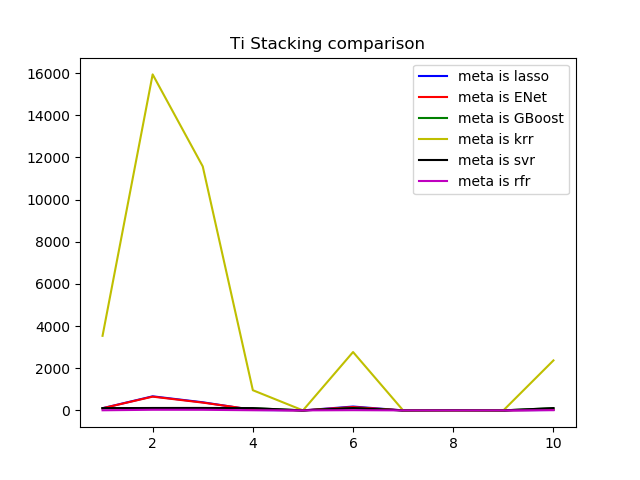 Ti Stacking comparison
16000
14000
12000
10000
8000
6000
4000
2000
0
meta is lasso
meta is ENet
meta is GBoost
meta is krr
meta is svr
meta is rfr
2 4 6 8 10